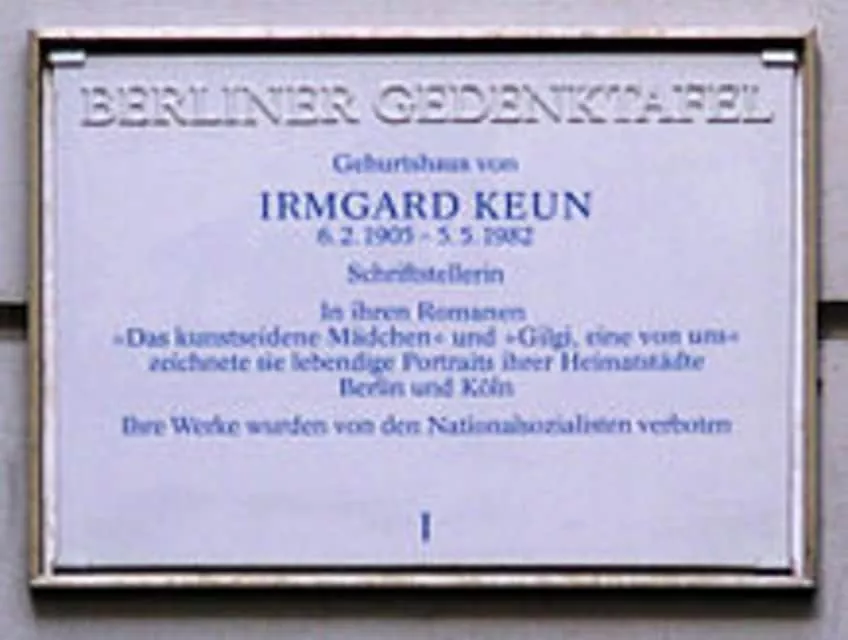 BERLINER GEDENKTAFEL
Geburtshaus von
IRMGARD KEUN
6. 2. 1905 - 5. 5. 1982
Schriftstellerin
In ihren Romanen
»Das kunstseidene Mädchen« und »Gilgi, eine von uns«
zeichnete sie lebendige Portraits ihrer Heimatstädte
Berlin und Köln
Ihre Werke wurden von den Nationalsozialisten verboten